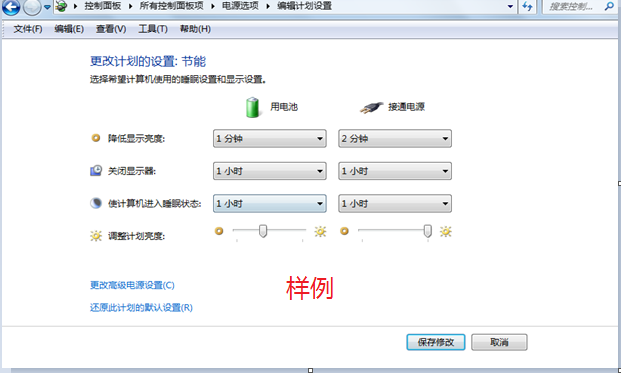 控制面板 ▸ 所有控制面板项 ▸ 电源选项 ▸ 编辑计划设置
搜索控制...
文件(F) 编辑(E) 查看(V) 工具(T) 帮助(H)
更改计划的设置: 节能
选择希望计算机使用的睡眠设置和显示设置。
用电池 接通电源
降低显示亮度: 1 分钟 2 分钟
关闭显示器: 1 小时 1 小时
使计算机进入睡眠状态: 1 小时 1 小时
调整计划亮度:
更改高级电源设置(C)
样例
还原此计划的默认设置(R)
保存修改 取消